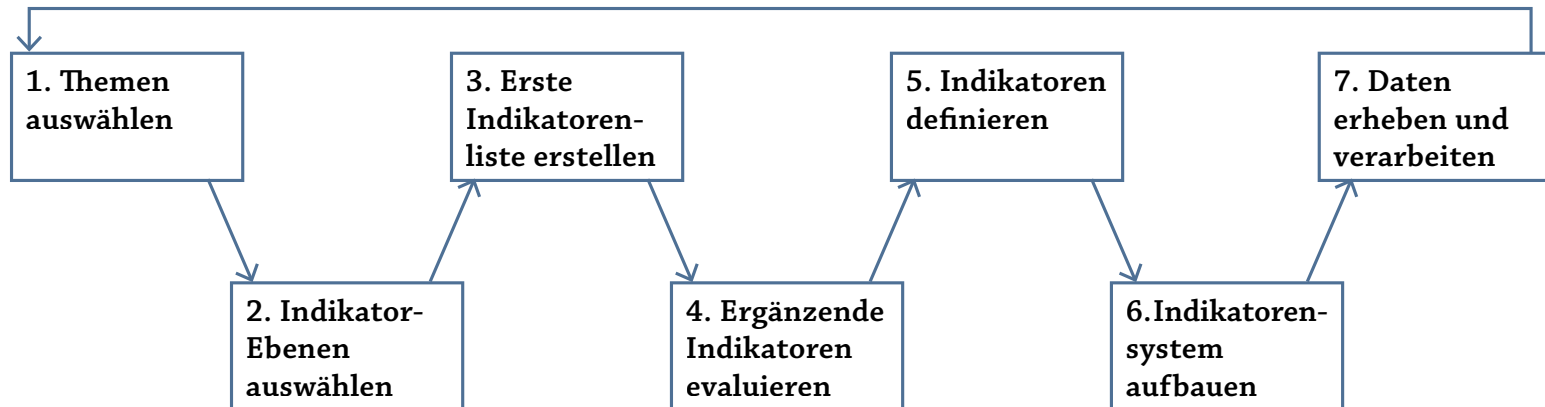 1. Themen
auswählen
2. Indikator-
Ebenen
auswählen
3. Erste
Indikatoren-
liste erstellen
4. Ergänzende
Indikatoren
evaluieren
5. Indikatoren
definieren
6.Indikatoren-
system
aufbauen
7. Daten
erheben und
verarbeiten